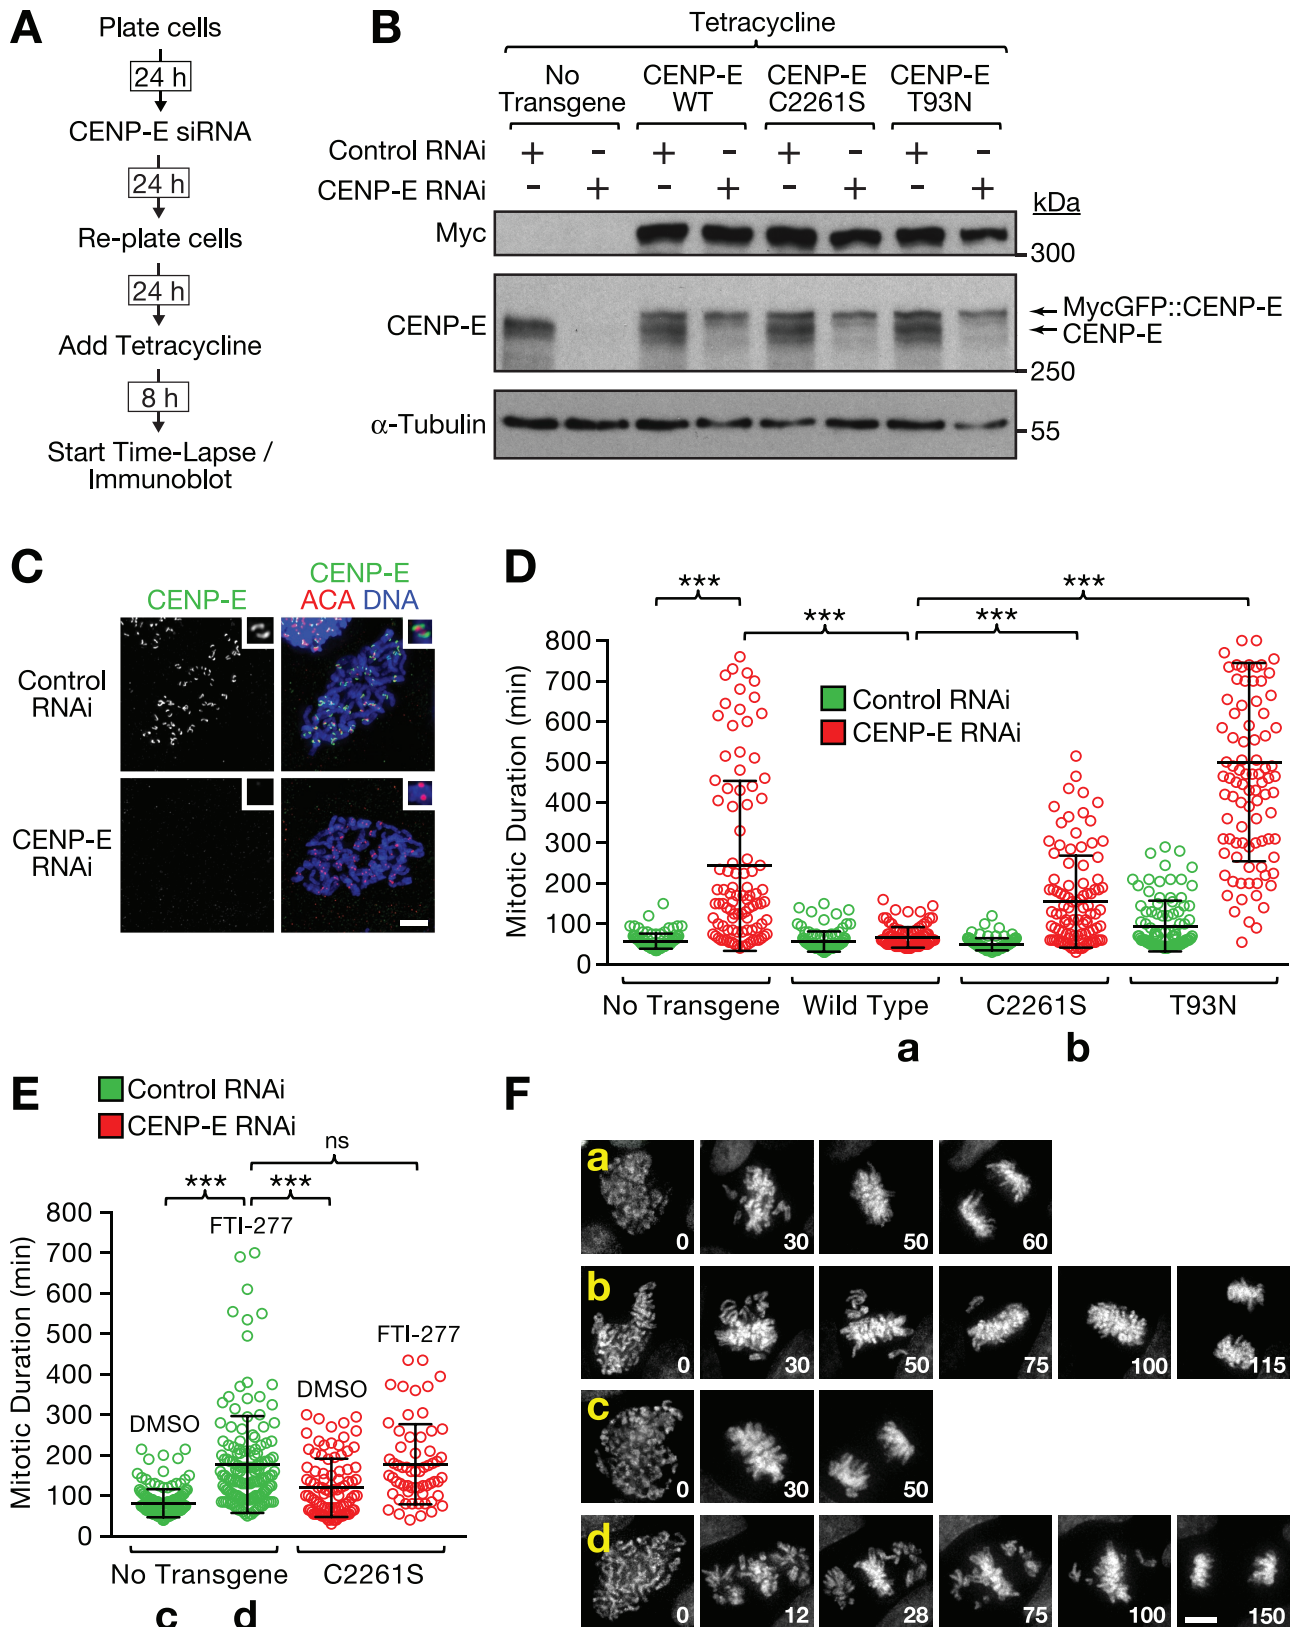 A
Plate cells
24 h
CENP-E siRNA
24 h
Re-plate cells
24 h
Add Tetracycline
8 h
Start Time-Lapse /
Immunoblot
B
Tetracycline
No
Transgene
CENP-E
WT
CENP-E
C2261S
CENP-E
T93N
Control RNAi + - + - + - + -
CENP-E RNAi - + - + - + - +
kDa
Myc
300
CENP-E
MycGFP::CENP-E
CENP-E
250
α-Tubulin
55
C
CENP-E
CENP-E
ACA DNA
Control
RNAi
CENP-E
RNAi
D
***
***
***
***
Mitotic Duration (min)
800
700
600
500
400
300
200
100
0
Control RNAi
CENP-E RNAi
No Transgene
Wild Type
C2261S
T93N
a
b
E
Control RNAi
CENP-E RNAi
ns
***
***
Mitotic Duration (min)
800
700
600
500
400
300
200
100
0
DMSO
FTI-277
DMSO
FTI-277
No Transgene
C2261S
c
d
F
a
0
30
50
60
b
0
30
50
75
100
115
c
0
30
50
d
0
12
28
75
100
150